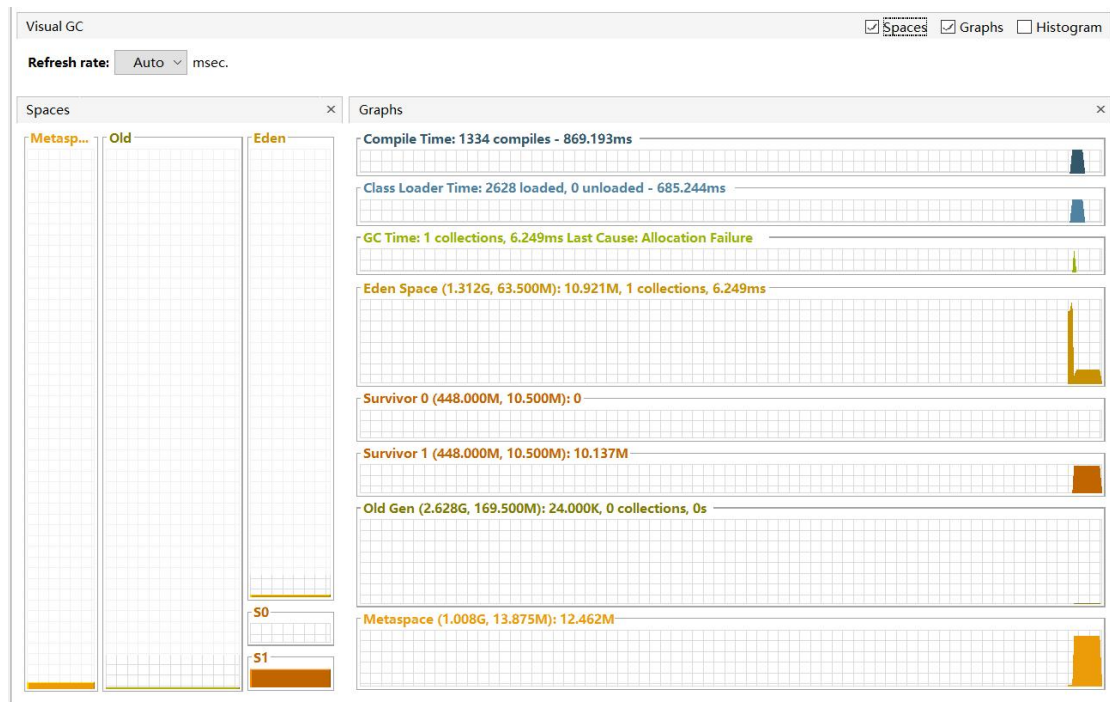 Visual GC
Spaces Graphs Histogram
Refresh rate: Auto msec.
Spaces ×
Metasp... Old Eden
S0
S1
Graphs ×
Compile Time: 1334 compiles - 869.193ms
Class Loader Time: 2628 loaded, 0 unloaded - 685.244ms
GC Time: 1 collections, 6.249ms Last Cause: Allocation Failure
Eden Space (1.312G, 63.500M): 10.921M, 1 collections, 6.249ms
Survivor 0 (448.000M, 10.500M): 0
Survivor 1 (448.000M, 10.500M): 10.137M
Old Gen (2.628G, 169.500M): 24.000K, 0 collections, 0s
Metaspace (1.008G, 13.875M): 12.462M